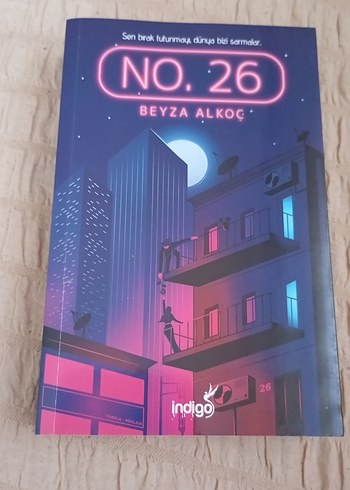 Sen bırak tutunmayı, dünya bizi sarmalar.
NO. 26
BEYZA ALKOÇ
26
indigo